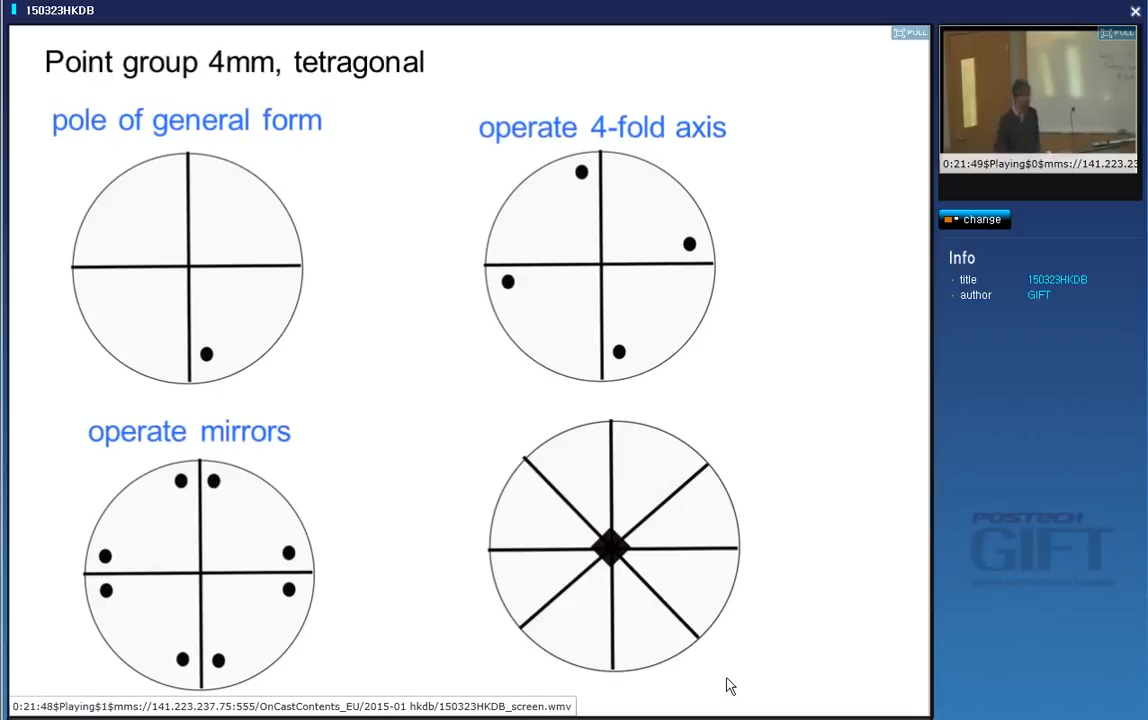 150323HKDB
FULL
Point group 4mm, tetragonal
pole of general form
operate 4-fold axis
operate mirrors
0:21:48$Playing$1$mms://141.223.237.75:555/OnCastContents_EU/2015-01 hkdb/150323HKDB_screen.wmv
FULL
0:21:49$Playing$0$mms://141.223.23
change
Info
title 150323HKDB
author GIFT
POSTECH
GIFT